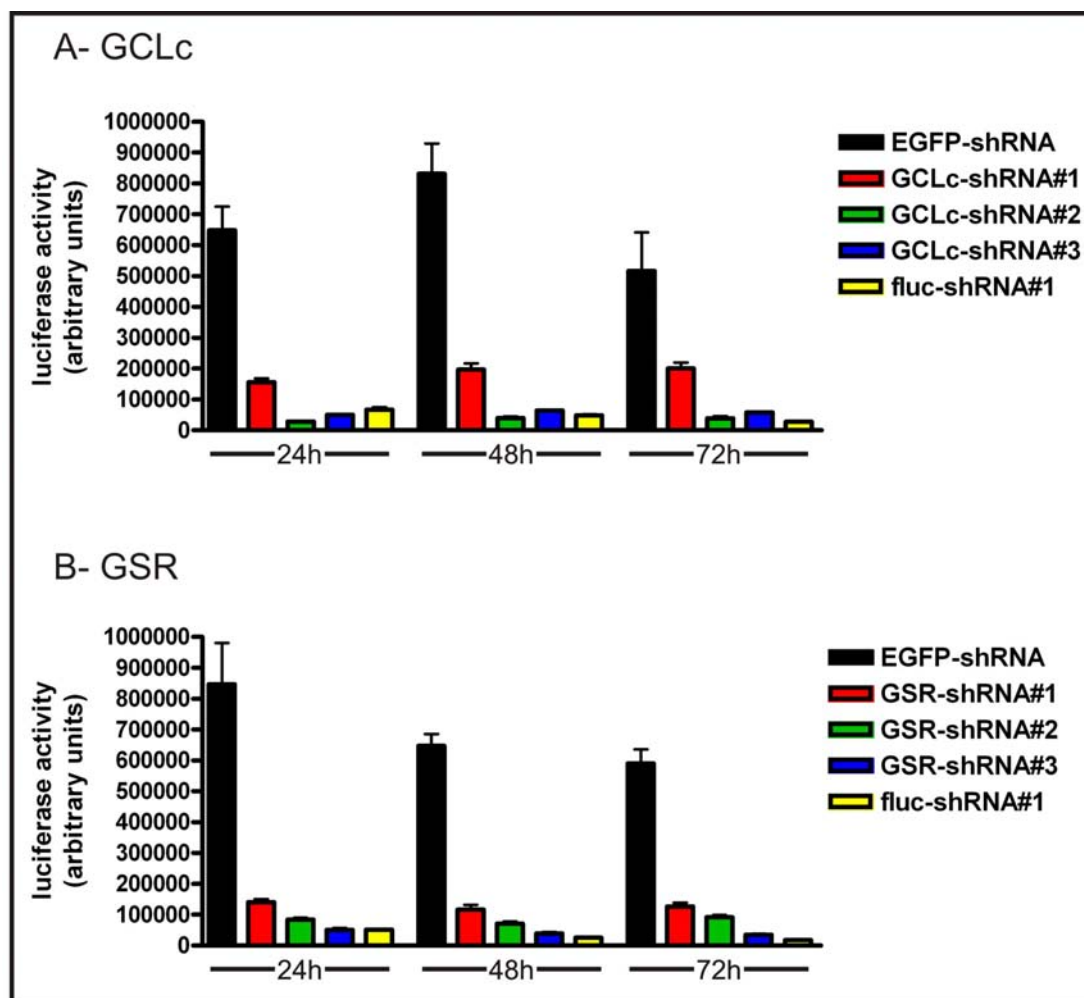 A- GCLc
luciferase activity
(arbitrary units)
1000000
900000
800000
700000
600000
500000
400000
300000
200000
100000
0
24h
48h
72h
EGFP-shRNA
GCLc-shRNA#1
GCLc-shRNA#2
GCLc-shRNA#3
fluc-shRNA#1
B- GSR
luciferase activity
(arbitrary units)
1000000
900000
800000
700000
600000
500000
400000
300000
200000
100000
0
24h
48h
72h
EGFP-shRNA
GSR-shRNA#1
GSR-shRNA#2
GSR-shRNA#3
fluc-shRNA#1